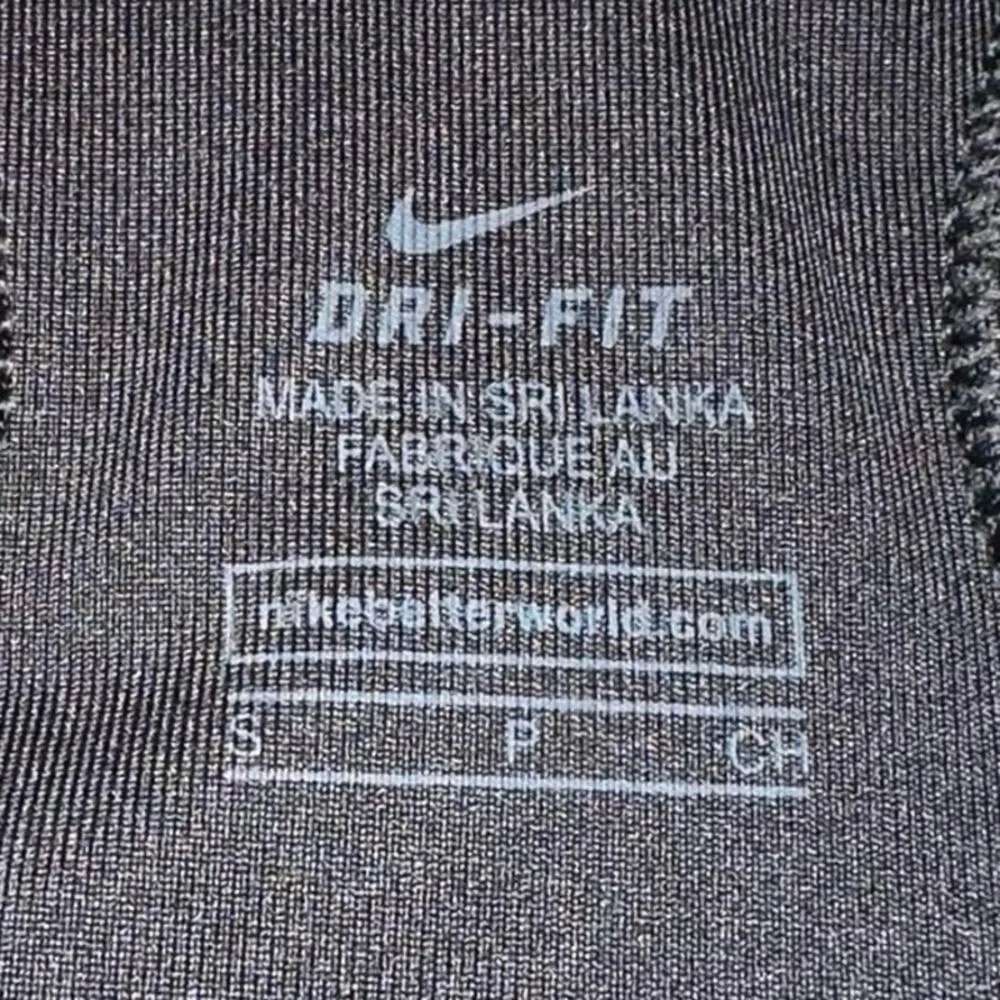 DRI-FIT
MADE IN SRI LANKA
FABRIQUE AU
SRI LANKA
nikebetterworld.com
S P CH